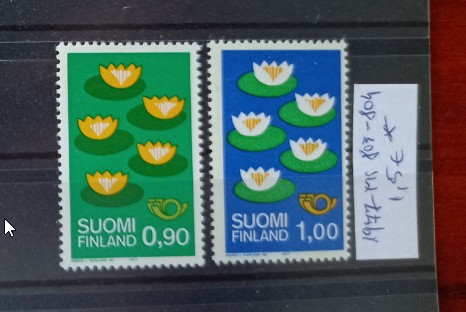 SUOMI
FINLAND 0,90
SUOMI
FINLAND 1,00
1977 MI 803-804
1,5€ *